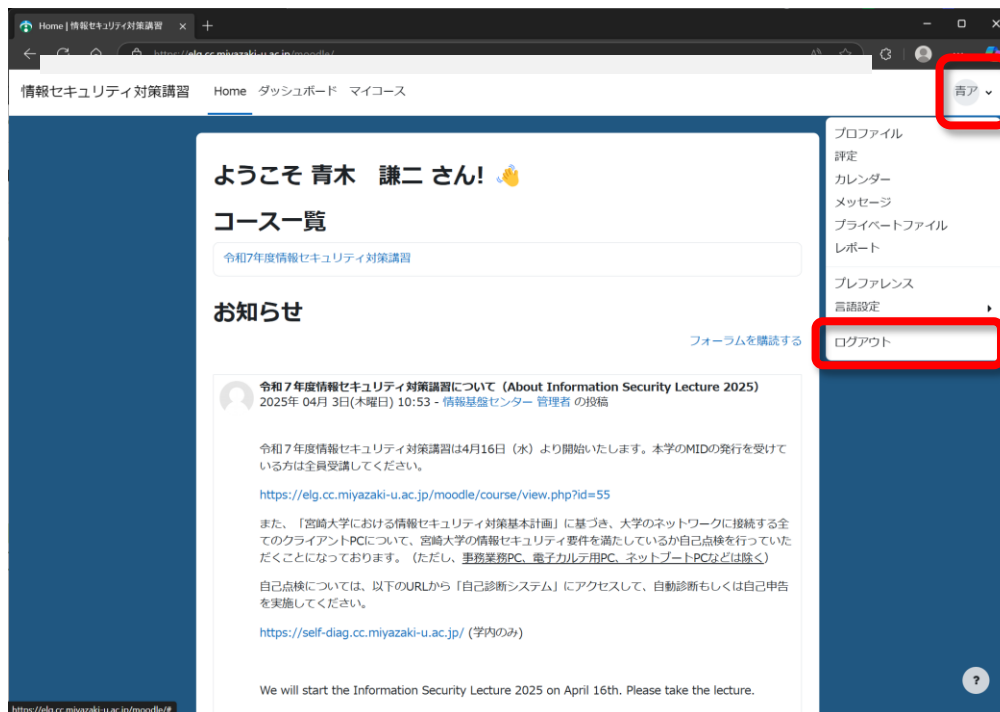 Home | 情報セキュリティ対策講習
https://elg.cc.miyazaki-u.ac.jp/moodle/
情報セキュリティ対策講習 Home ダッシュボード マイコース 青ア
プロファイル
評定
カレンダー
メッセージ
プライベートファイル
レポート
プレファレンス
言語設定
ログアウト
ようこそ 青木　謙二 さん! 👋
コース一覧
令和7年度情報セキュリティ対策講習
お知らせ
フォーラムを購読する
令和７年度情報セキュリティ対策講習について（About Information Security Lecture 2025）
2025年 04月 3日(木曜日) 10:53 - 情報基盤センター 管理者 の投稿
令和７年度情報セキュリティ対策講習は4月16日（水）より開始いたします。本学のMIDの発行を受けて
いる方は全員受講してください。
https://elg.cc.miyazaki-u.ac.jp/moodle/course/view.php?id=55
また、「宮崎大学における情報セキュリティ対策基本計画」に基づき、大学のネットワークに接続する全
てのクライアントPCについて、宮崎大学の情報セキュリティ要件を満たしているか自己点検を行っていた
だくことになっております。（ただし、事務業務PC、電子カルテ用PC、ネットブートPCなどは除く）
自己点検については、以下のURLから「自己診断システム」にアクセスして、自動診断もしくは自己申告
を実施してください。
https://self-diag.cc.miyazaki-u.ac.jp/ (学内のみ)
We will start the Information Security Lecture 2025 on April 16th. Please take the lecture.
?
https://elg.cc.miyazaki-u.ac.jp/moodle/#